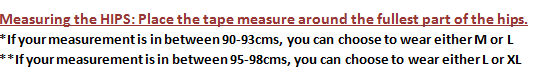 Measuring the HIPS: Place the tape measure around the fullest part of the hips.
*If your measurement is in between 90-93cms, you can choose to wear either M or L
**If your measurement is in between 95-98cms, you can choose to wear either L or XL